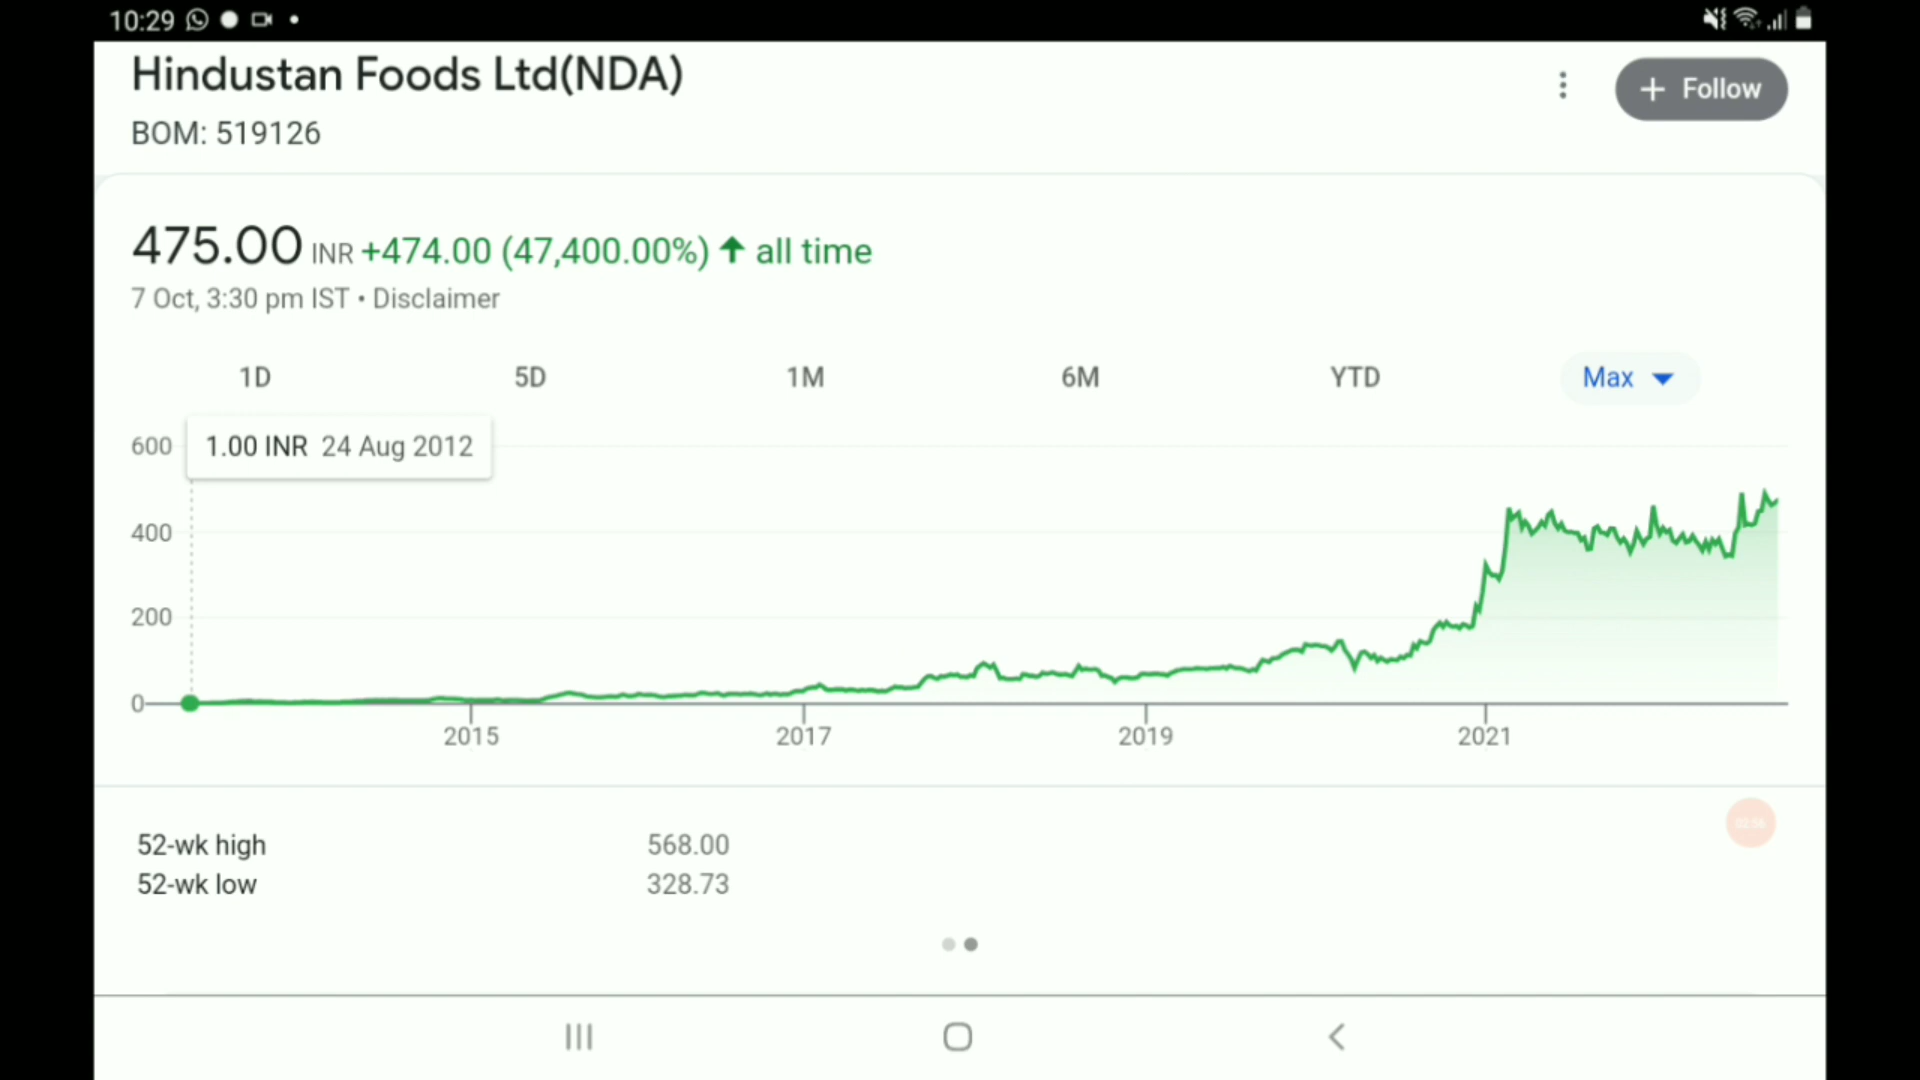 10:29
Hindustan Foods Ltd(NDA)
+ Follow
BOM: 519126
475.00 INR +474.00 (47,400.00%) ↑ all time
7 Oct, 3:30 pm IST • Disclaimer
1D 5D 1M 6M YTD Max
1.00 INR 24 Aug 2012
600
400
200
0
2015 2017 2019 2021
52-wk high 568.00
52-wk low 328.73